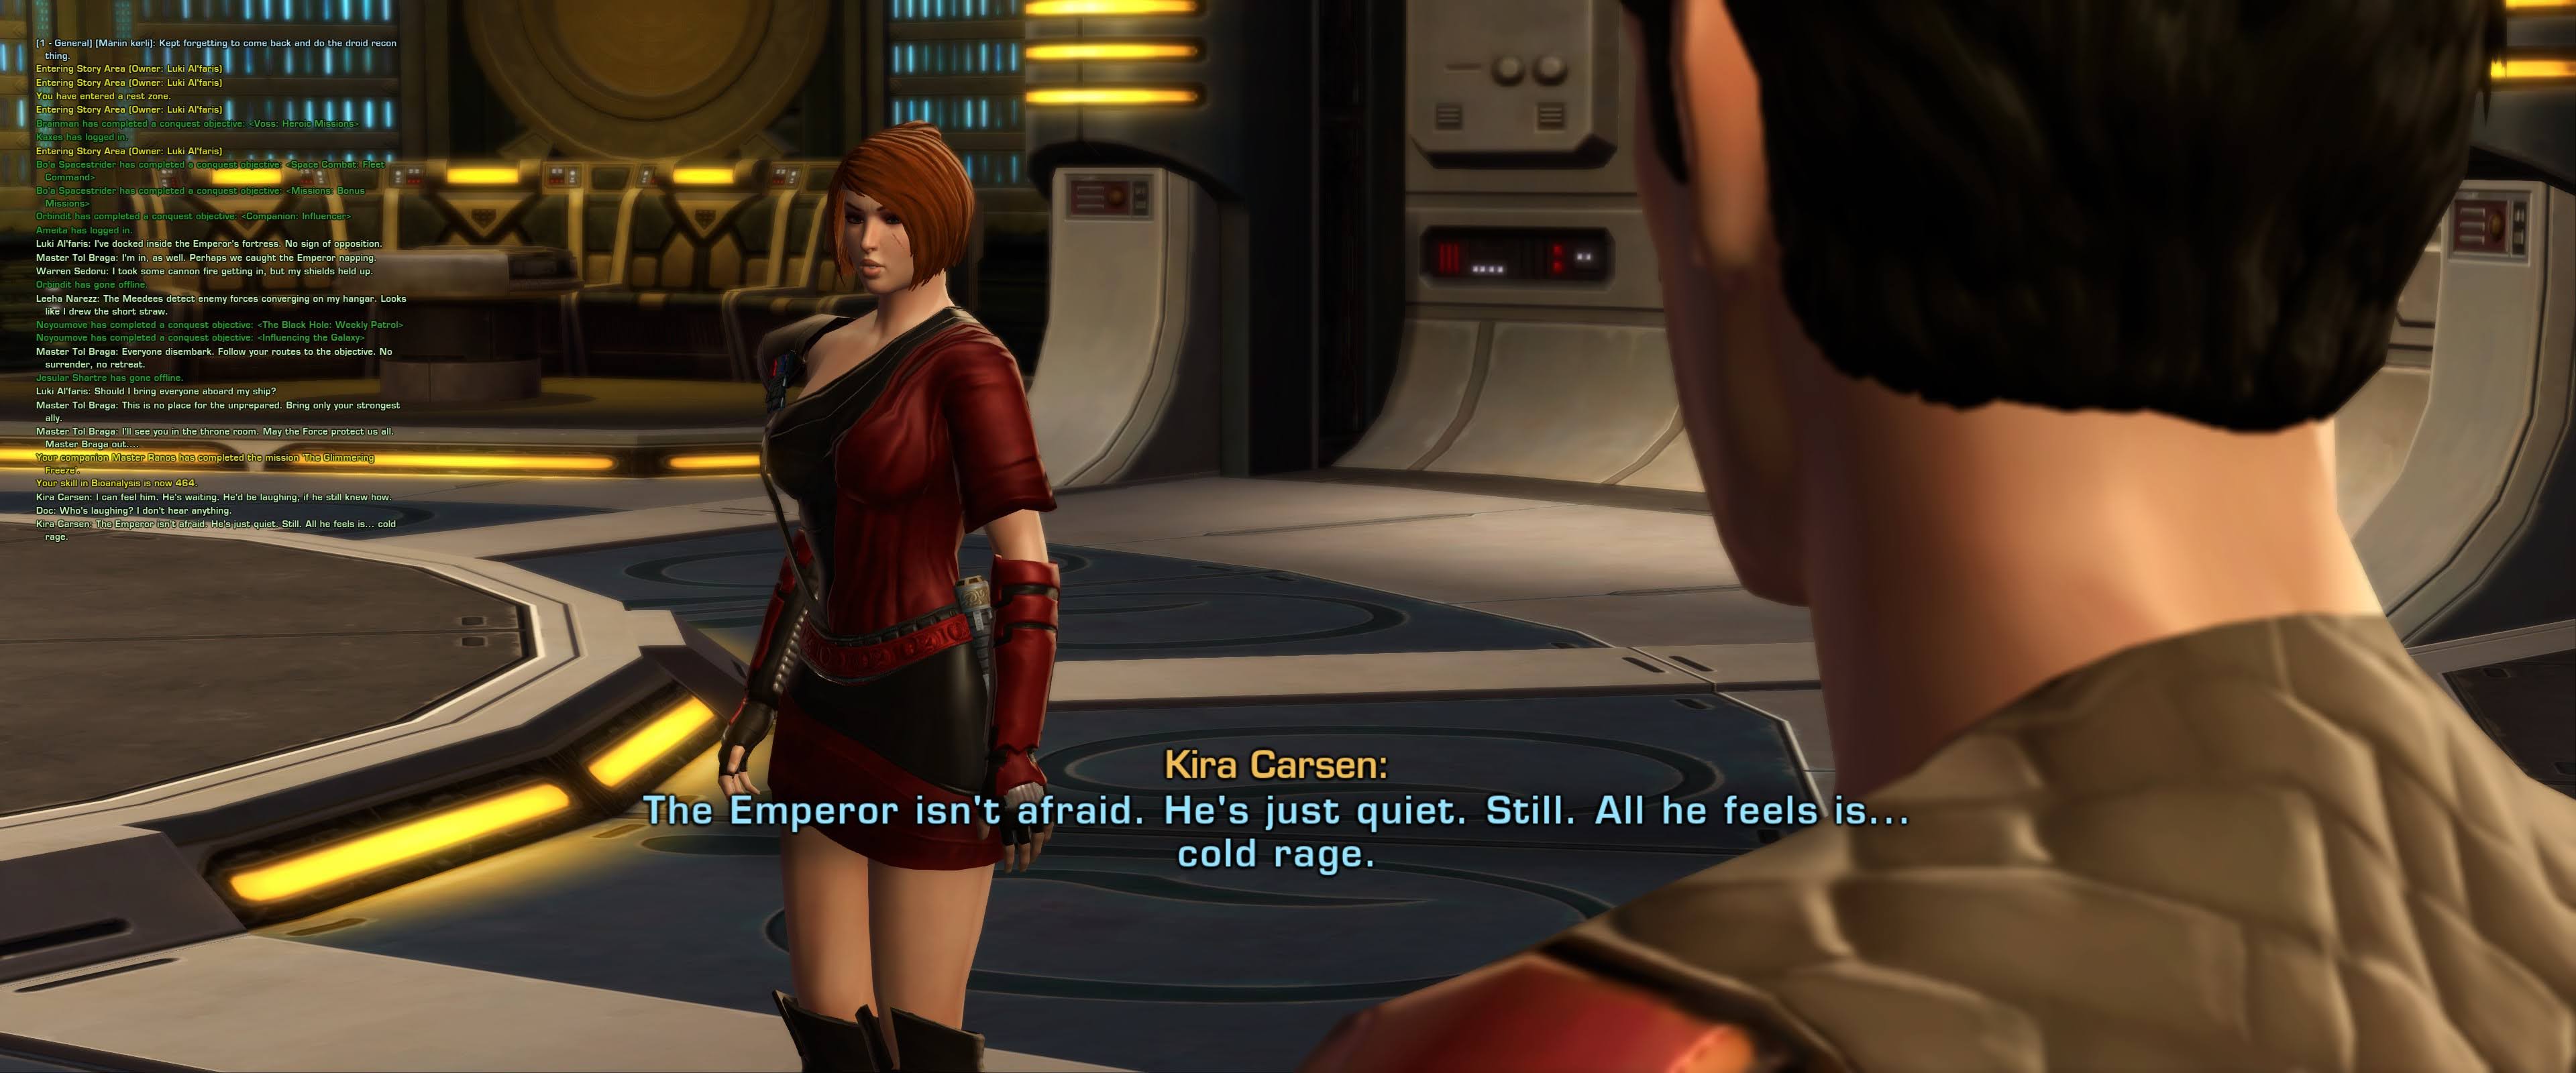 [1 - General] [Mâriin kørli]: Kept forgetting to come back and do the droid recon
thing.
Entering Story Area (Owner: Luki Al'faris)
Entering Story Area (Owner: Luki Al'faris)
You have entered a rest zone.
Entering Story Area (Owner: Luki Al'faris)
Brainman has completed a conquest objective: <Voss: Heroic Missions>
Kaxes has logged in.
Entering Story Area (Owner: Luki Al'faris)
Bo'a Spacestrider has completed a conquest objective: <Space Combat: Fleet
Command>
Bo'a Spacestrider has completed a conquest objective: <Missions: Bonus
Missions>
Orbindit has completed a conquest objective: <Companion: Influencer>
Ameita has logged in.
Luki Al'faris: I've docked inside the Emperor's fortress. No sign of opposition.
Master Tol Braga: I'm in, as well. Perhaps we caught the Emperor napping.
Warren Sedoru: I took some cannon fire getting in, but my shields held up.
Orbindit has gone offline.
Leeha Narezz: The Meedees detect enemy forces converging on my hangar. Looks
like I drew the short straw.
Noyoumove has completed a conquest objective: <The Black Hole: Weekly Patrol>
Noyoumove has completed a conquest objective: <Influencing the Galaxy>
Master Tol Braga: Everyone disembark. Follow your routes to the objective. No
surrender, no retreat.
Jesular Shartre has gone offline.
Luki Al'faris: Should I bring everyone aboard my ship?
Master Tol Braga: This is no place for the unprepared. Bring only your strongest
ally.
Master Tol Braga: I'll see you in the throne room. May the Force protect us all.
Master Braga out....
Your companion Master Ranos has completed the mission 'The Glimmering
Freeze'.
Your skill in Bioanalysis is now 464.
Kira Carsen: I can feel him. He's waiting. He'd be laughing, if he still knew how.
Doc: Who's laughing? I don't hear anything.
Kira Carsen: The Emperor isn't afraid. He's just quiet. Still. All he feels is... cold
rage.
Kira Carsen:
The Emperor isn't afraid. He's just quiet. Still. All he feels is...
cold rage.